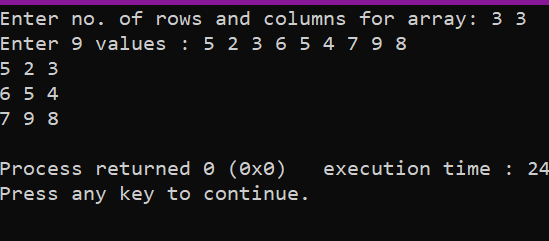 Enter no. of rows and columns for array: 3 3
Enter 9 values : 5 2 3 6 5 4 7 9 8
5 2 3
6 5 4
7 9 8
Process returned 0 (0x0)   execution time : 24
Press any key to continue.